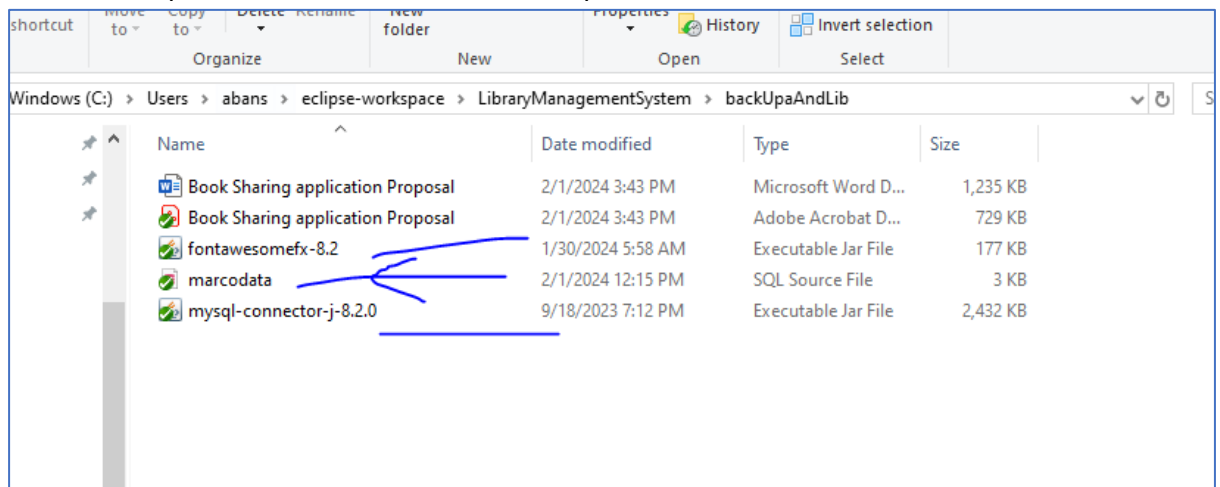 shortcut Move to Copy to Delete Rename New folder Properties History Invert selection
Organize New Open Select
Windows (C:) > Users > abans > eclipse-workspace > LibraryManagementSystem > backUpaAndLib
Name Date modified Type Size
Book Sharing application Proposal 2/1/2024 3:43 PM Microsoft Word D... 1,235 KB
Book Sharing application Proposal 2/1/2024 3:43 PM Adobe Acrobat D... 729 KB
fontawesomefx-8.2 1/30/2024 5:58 AM Executable Jar File 177 KB
marcodata 2/1/2024 12:15 PM SQL Source File 3 KB
mysql-connector-j-8.2.0 9/18/2023 7:12 PM Executable Jar File 2,432 KB